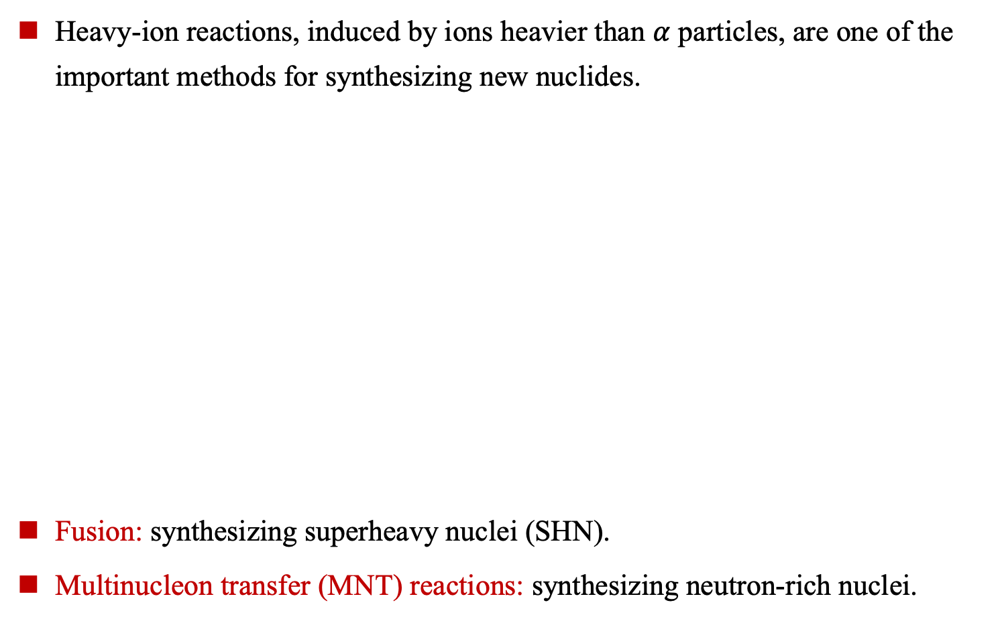 ■ Heavy-ion reactions, induced by ions heavier than α particles, are one of the
important methods for synthesizing new nuclides.
■ Fusion: synthesizing superheavy nuclei (SHN).
■ Multinucleon transfer (MNT) reactions: synthesizing neutron-rich nuclei.